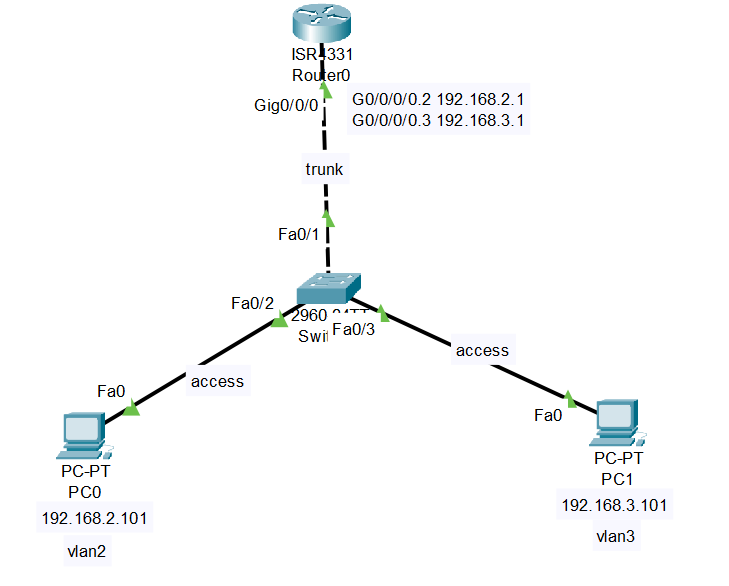 ISR4331
Router0
Gig0/0/0
G0/0/0/0.2 192.168.2.1
G0/0/0/0.3 192.168.3.1
trunk
Fa0/1
Fa0/2
2960
Fa0/3
access
access
Fa0
Fa0
PC-PT
PC0
192.168.2.101
vlan2
PC-PT
PC1
192.168.3.101
vlan3